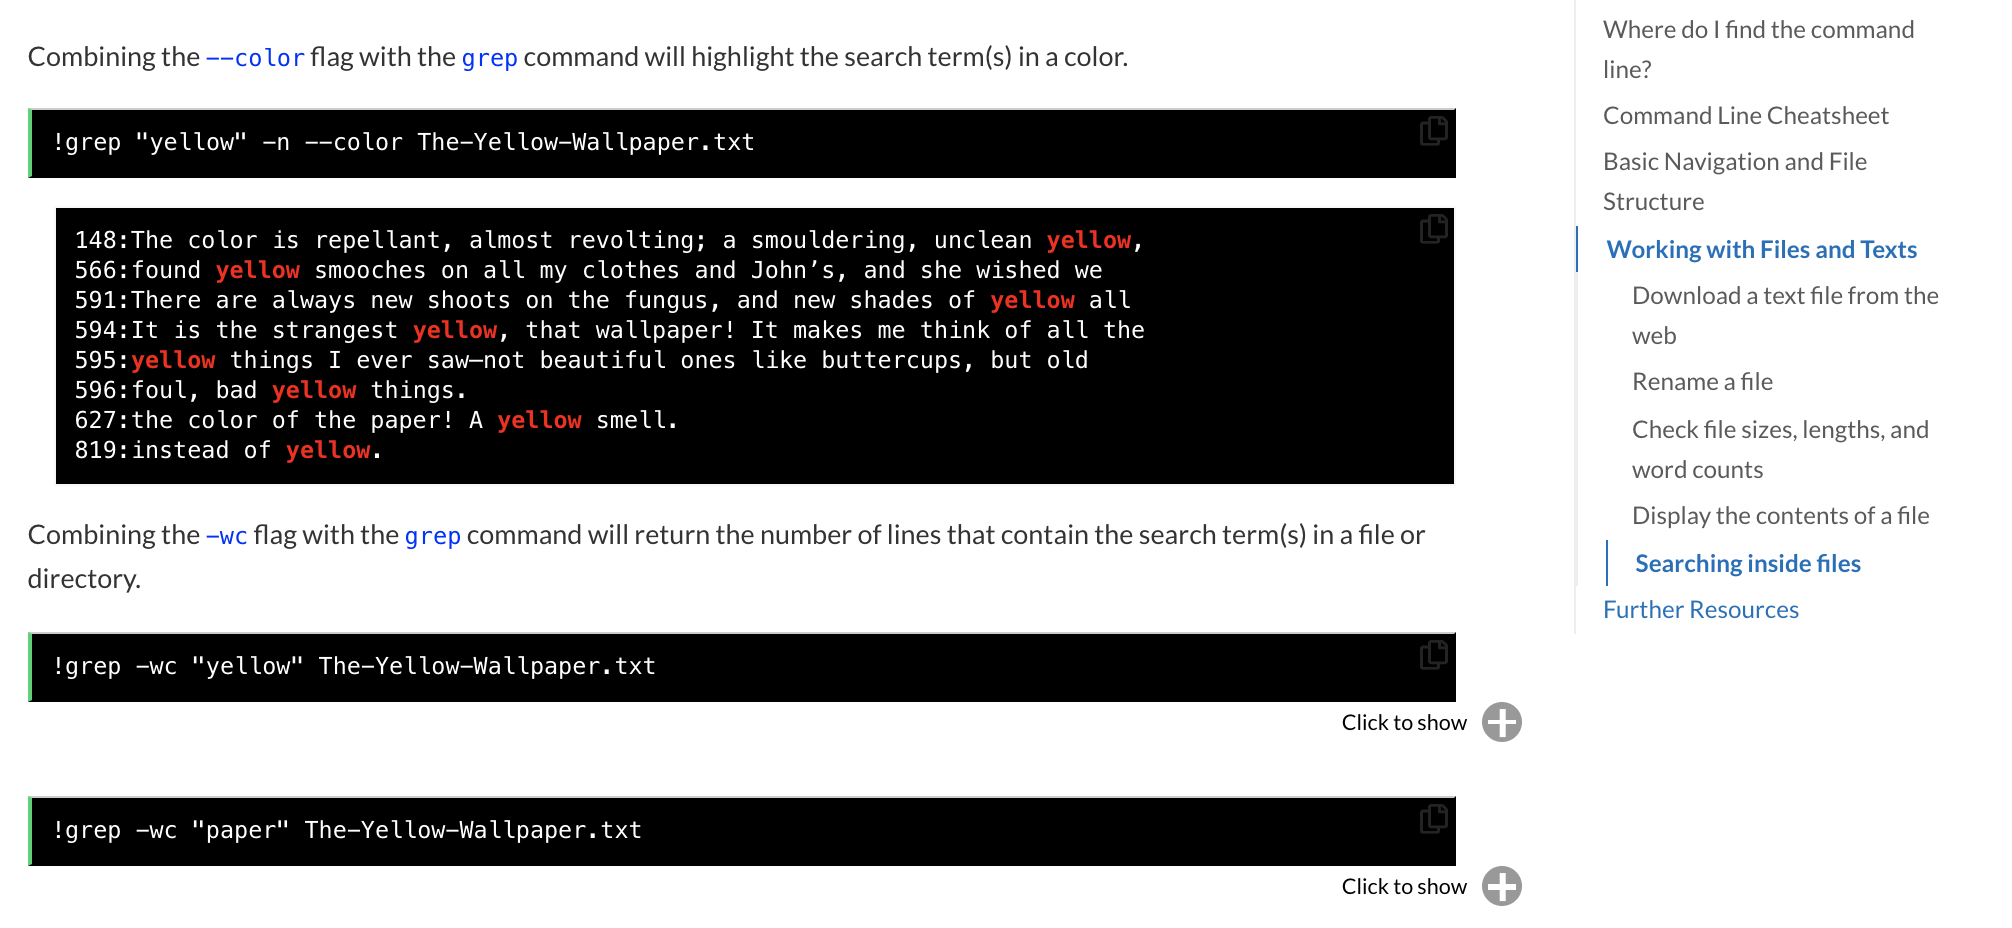 Combining the --color flag with the grep command will highlight the search term(s) in a color.
!grep "yellow" -n --color The-Yellow-Wallpaper.txt
148:The color is repellant, almost revolting; a smouldering, unclean yellow,
566:found yellow smooches on all my clothes and John’s, and she wished we
591:There are always new shoots on the fungus, and new shades of yellow all
594:It is the strangest yellow, that wallpaper! It makes me think of all the
595:yellow things I ever saw—not beautiful ones like buttercups, but old
596:foul, bad yellow things.
627:the color of the paper! A yellow smell.
819:instead of yellow.
Combining the -wc flag with the grep command will return the number of lines that contain the search term(s) in a file or
directory.
!grep -wc "yellow" The-Yellow-Wallpaper.txt
Click to show
!grep -wc "paper" The-Yellow-Wallpaper.txt
Click to show
Where do I find the command
line?
Command Line Cheatsheet
Basic Navigation and File
Structure
Working with Files and Texts
Download a text file from the
web
Rename a file
Check file sizes, lengths, and
word counts
Display the contents of a file
Searching inside files
Further Resources